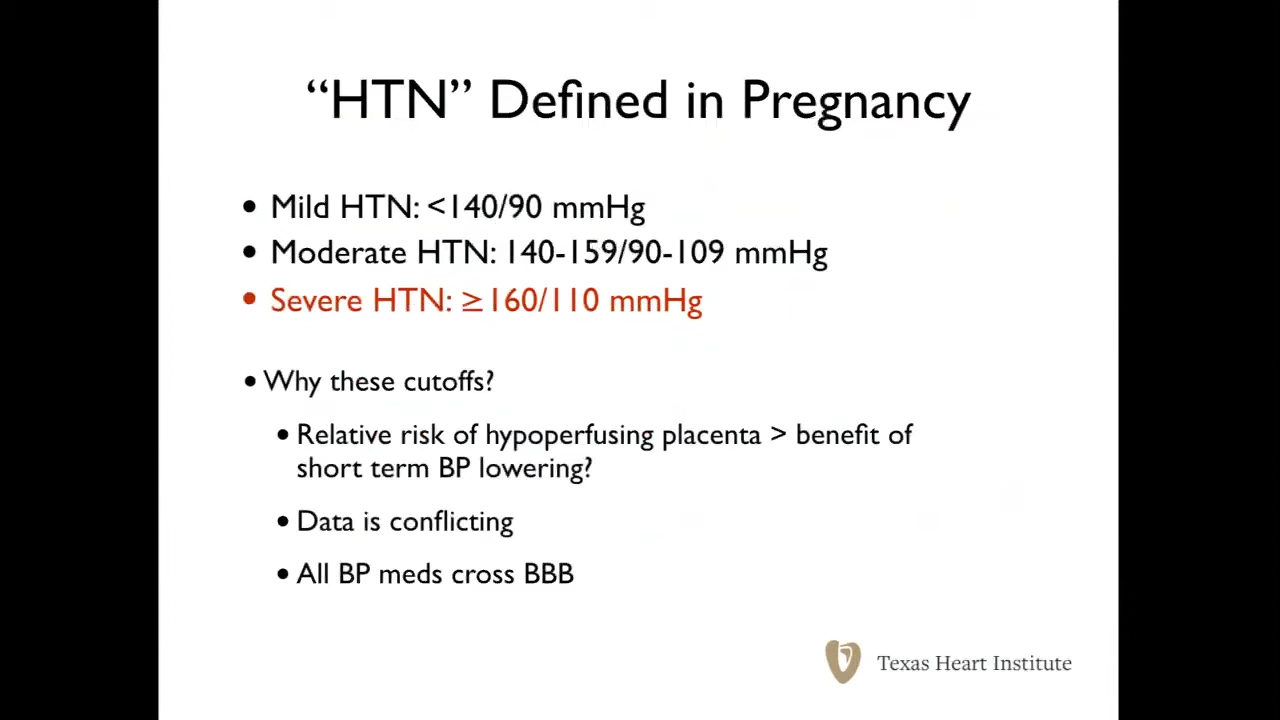 “HTN” Defined in Pregnancy
• Mild HTN: <140/90 mmHg
• Moderate HTN: 140-159/90-109 mmHg
• Severe HTN: ≥160/110 mmHg
• Why these cutoffs?
• Relative risk of hypoperfusing placenta > benefit of
short term BP lowering?
• Data is conflicting
• All BP meds cross BBB
Texas Heart Institute